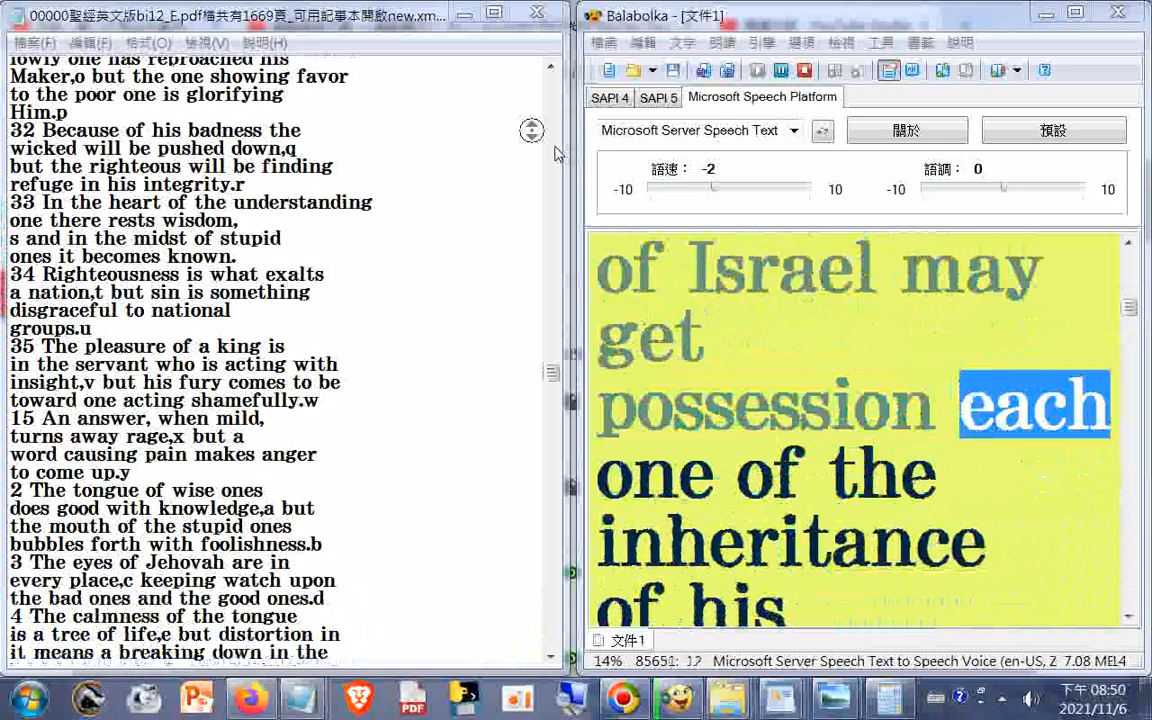 00000聖經英文版bi12_E.pdf檔共有1669頁_可用記事本開啟new.xm...
檔案(F) 編輯(E) 格式(O) 檢視(V) 說明(H)
lowly one has reproached his
Maker,o but the one showing favor
to the poor one is glorifying
Him.p
32 Because of his badness the
wicked will be pushed down,q
but the righteous will be finding
refuge in his integrity.r
33 In the heart of the understanding
one there rests wisdom,
s and in the midst of stupid
ones it becomes known.
34 Righteousness is what exalts
a nation,t but sin is something
disgraceful to national
groups.u
35 The pleasure of a king is
in the servant who is acting with
insight,v but his fury comes to be
toward one acting shamefully.w
15 An answer, when mild,
turns away rage,x but a
word causing pain makes anger
to come up.y
2 The tongue of wise ones
does good with knowledge,a but
the mouth of the stupid ones
bubbles forth with foolishness.b
3 The eyes of Jehovah are in
every place,c keeping watch upon
the bad ones and the good ones.d
4 The calmness of the tongue
is a tree of life,e but distortion in
it means a breaking down in the
Balabolka - [文件1]
檔案 編輯 文字 朗讀 引擎 選項 檢視 工具 書籤 說明
SAPI 4 SAPI 5 Microsoft Speech Platform
Microsoft Server Speech Text 關於 預設
語速： -2 語調： 0
-10 10 -10 10
of Israel may
get
possession each
one of the
inheritance
of his
文件1
14% 85651: 12 Microsoft Server Speech Text to Speech Voice (en-US, Z 7.08 MB
PDF
下午 08:50
2021/11/6